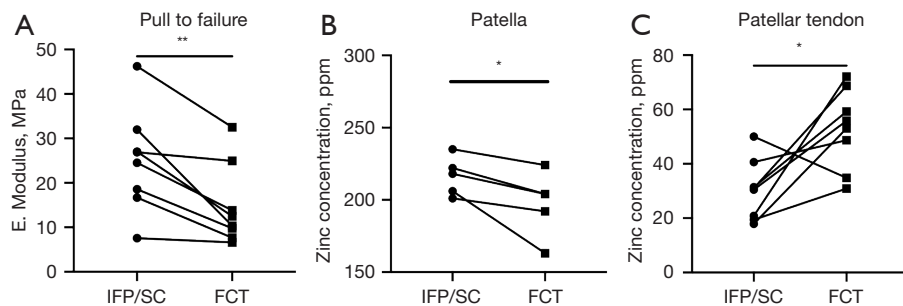 A
Pull to failure
**
E. Modulus, MPa
50
40
30
20
10
0
IFP/SC
FCT
B
Patella
*
Zinc concentration, ppm
300
250
200
150
IFP/SC
FCT
C
Patellar tendon
*
Zinc concentration, ppm
80
60
40
20
0
IFP/SC
FCT